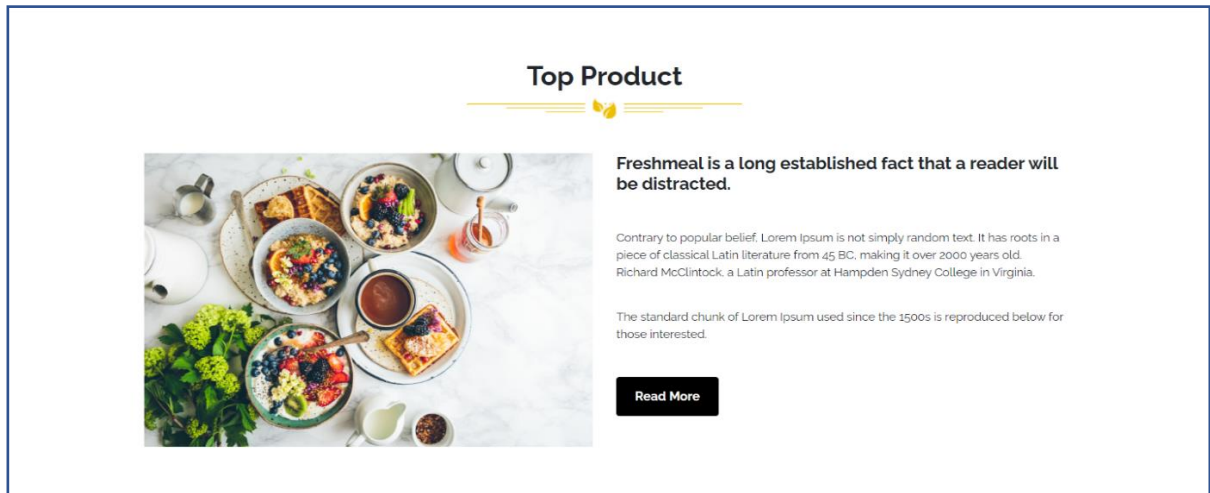 Top Product
Freshmeal is a long established fact that a reader will
be distracted.
Contrary to popular belief, Lorem Ipsum is not simply random text. It has roots in a
piece of classical Latin literature from 45 BC, making it over 2000 years old.
Richard McClintock, a Latin professor at Hampden Sydney College in Virginia.
The standard chunk of Lorem Ipsum used since the 1500s is reproduced below for
those interested.
Read More